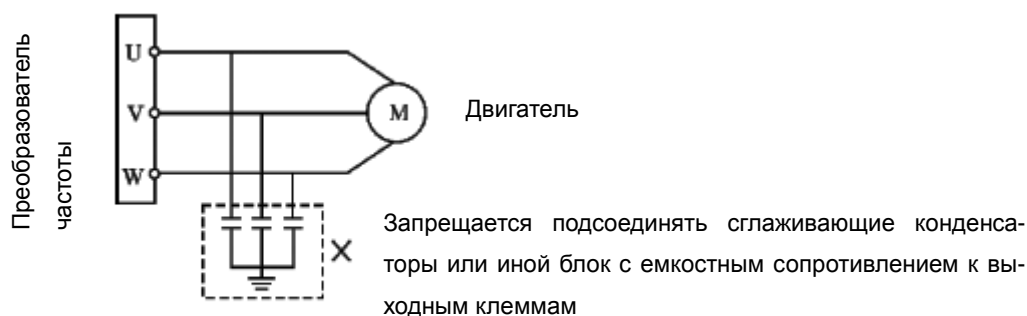 Преобразователь
частоты
U
V
W
M
Двигатель
Запрещается подсоединять сглаживающие конденса-
торы или иной блок с емкостным сопротивлением к вы-
ходным клеммам